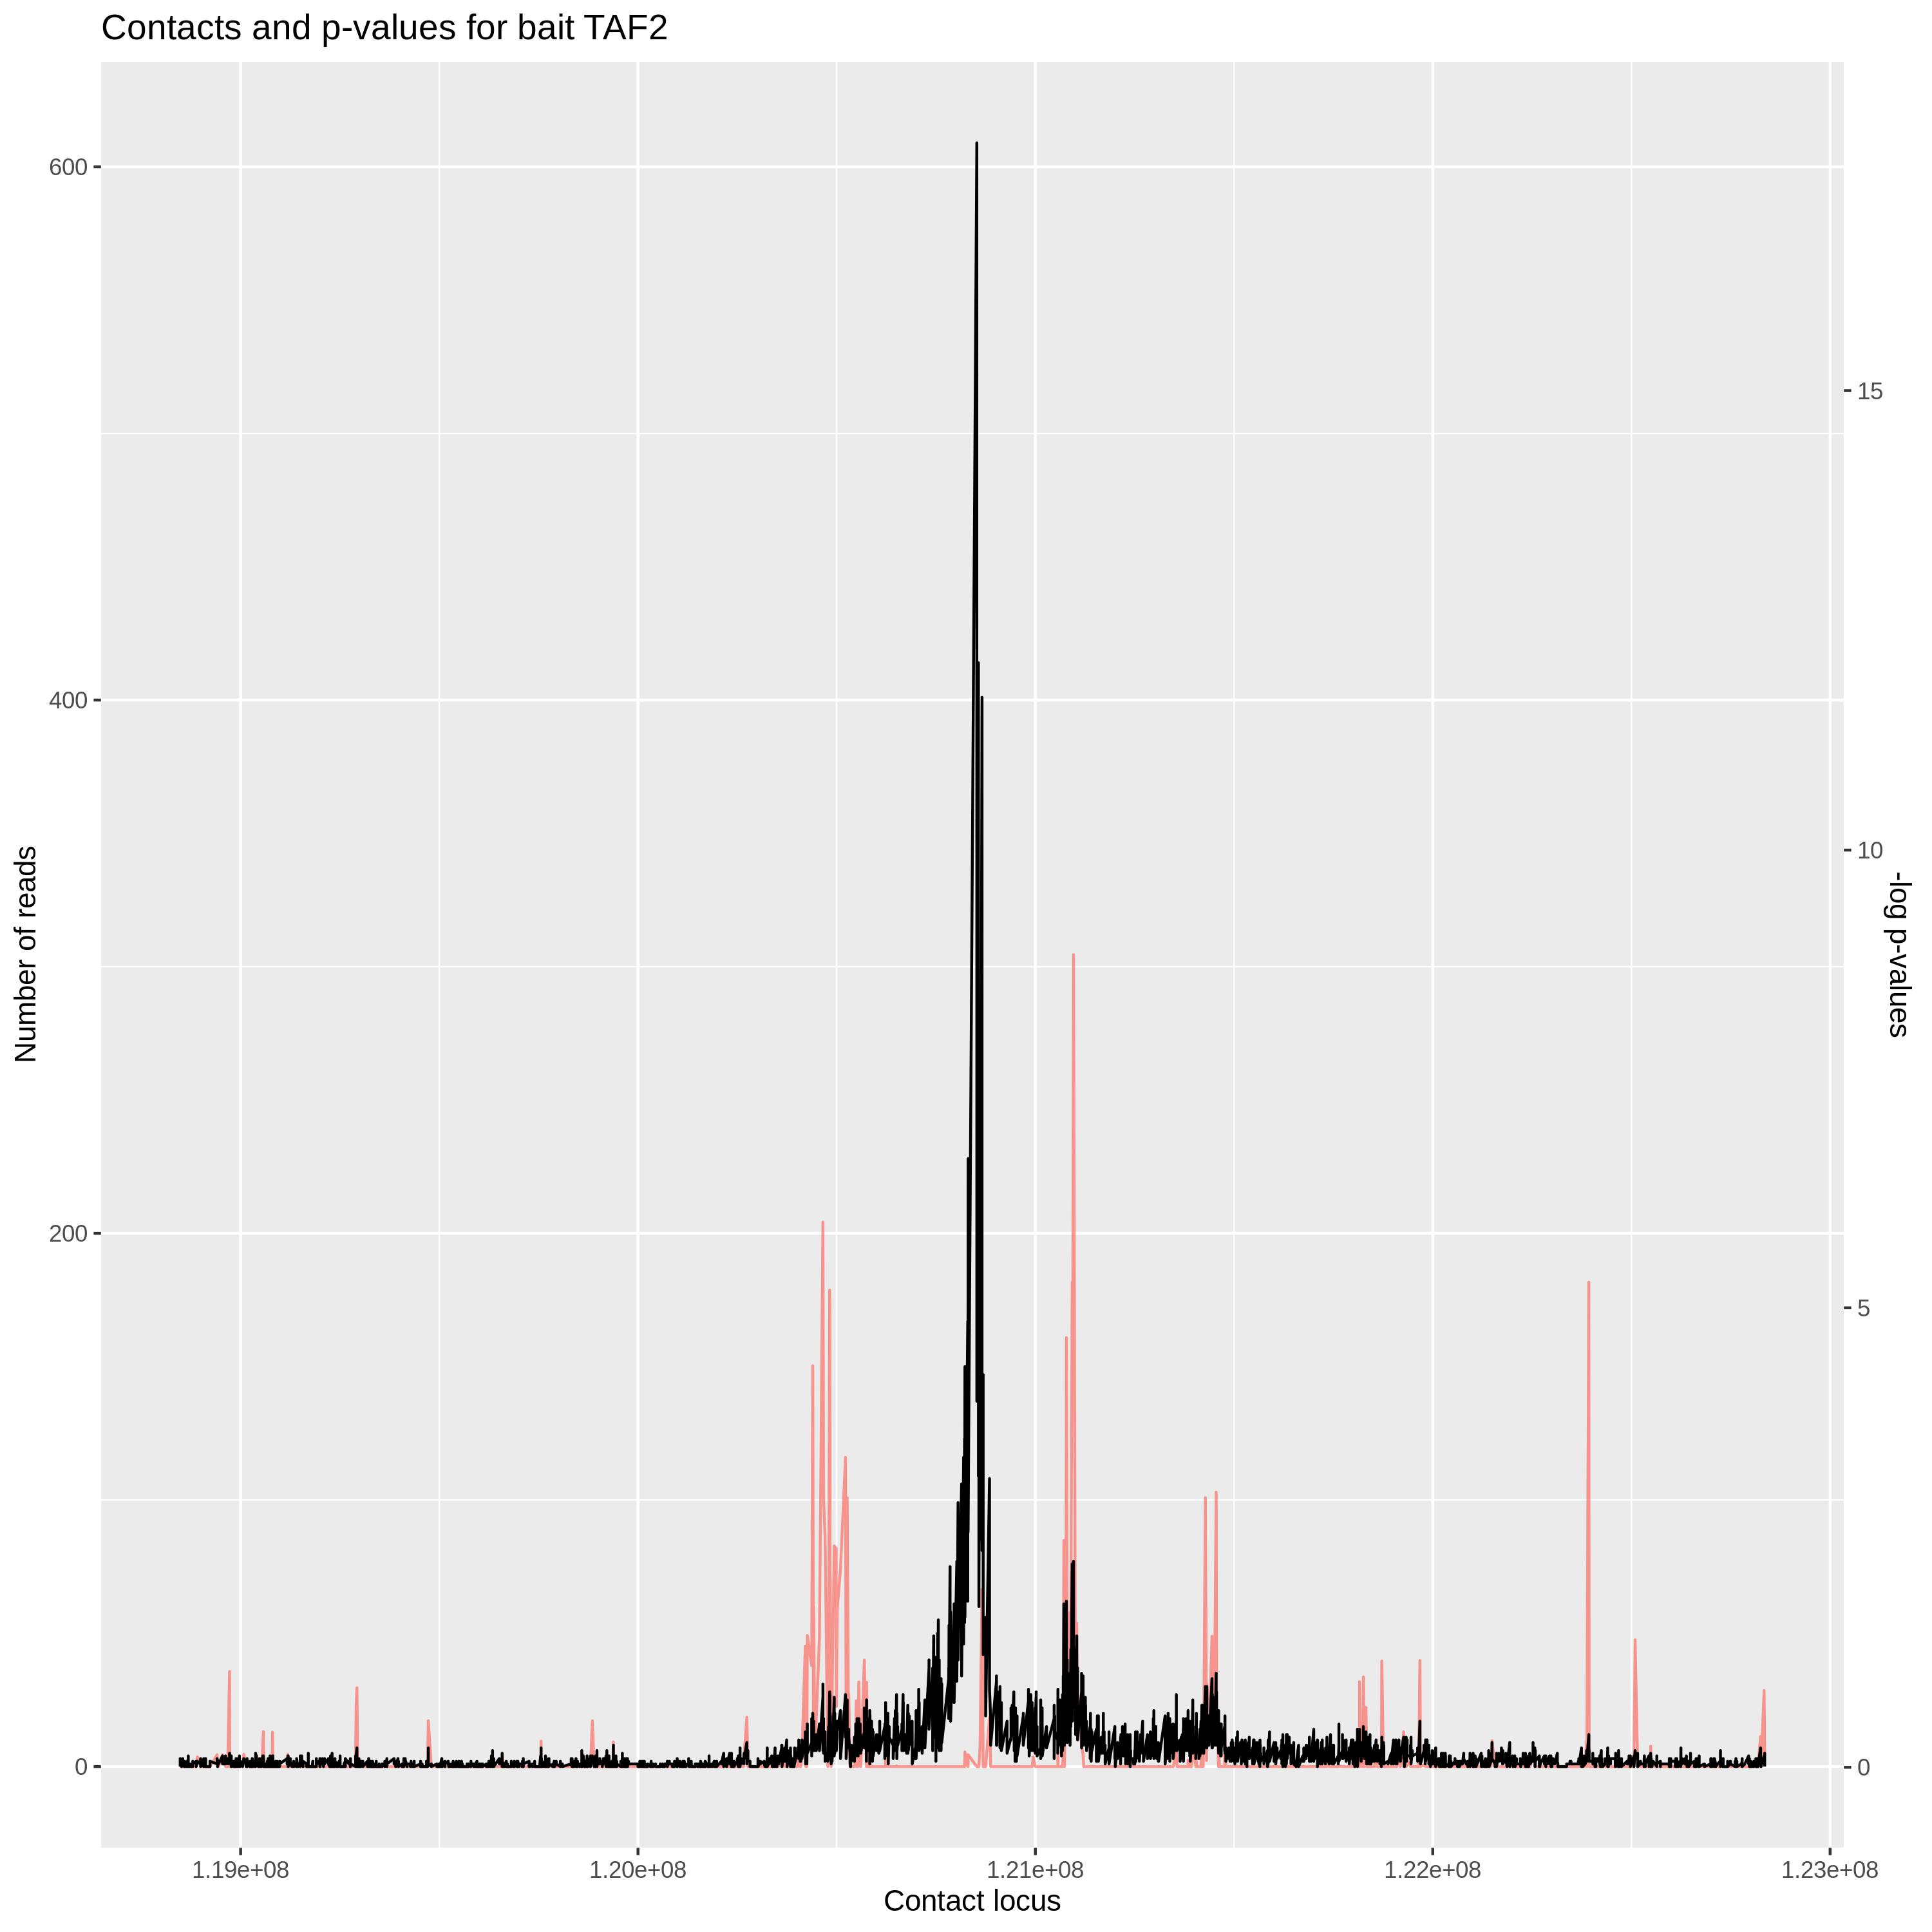 Contacts and p-values for bait TAF2
600
400
200
0
15
10
5
0
Number of reads
-log p-values
1.19e+08 1.20e+08 1.21e+08 1.22e+08 1.23e+08
Contact locus